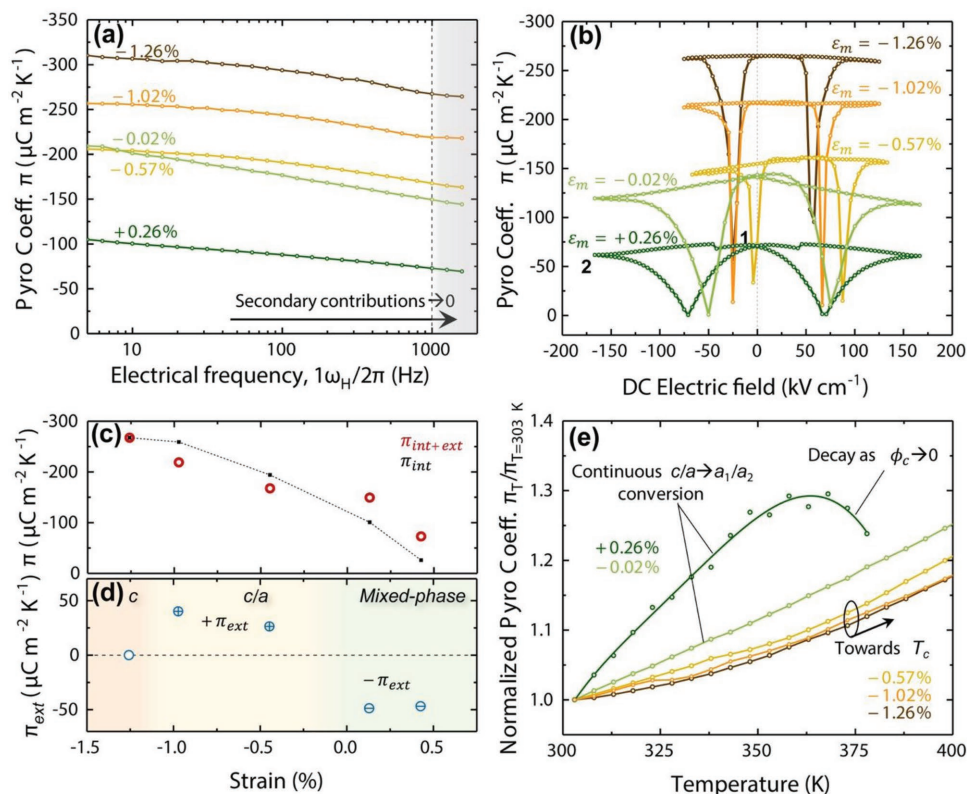 (a)
-350
-300
-250
-200
-150
-100
-50
0
Pyro Coeff. π (µC m⁻² K⁻¹)
−1.26%
−1.02%
−0.02%
−0.57%
+0.26%
Secondary contributions→0
10
100
1000
Electrical frequency, 1ω_H/2π (Hz)
(b)
-350
-300
-250
-200
-150
-100
-50
0
Pyro Coeff. π (µC m⁻² K⁻¹)
ε_m = −1.26%
ε_m = −1.02%
ε_m = −0.57%
ε_m = −0.02%
ε_m = +0.26%
1
2
-200
-150
-100
-50
0
50
100
150
200
DC Electric field (kV cm⁻¹)
(c)
-300
-200
-100
0
π (µC m⁻² K⁻¹)
π_int+ext
π_int
(d)
50
0
-50
π_ext (µC m⁻² K⁻¹)
c
c/a
Mixed-phase
+π_ext
−π_ext
-1.5
-1.0
-0.5
0.0
0.5
Strain (%)
(e)
1.4
1.3
1.2
1.1
1.0
Normalized Pyro C oeff. π_T/π_T=303 K
Continuous c/a→a₁/a₂
conversion
Decay as ϕ_c→0
+0.26%
−0.02%
Towards T_c
−0.57%
−1.02%
−1.26%
300
325
350
375
400
Temperature (K)